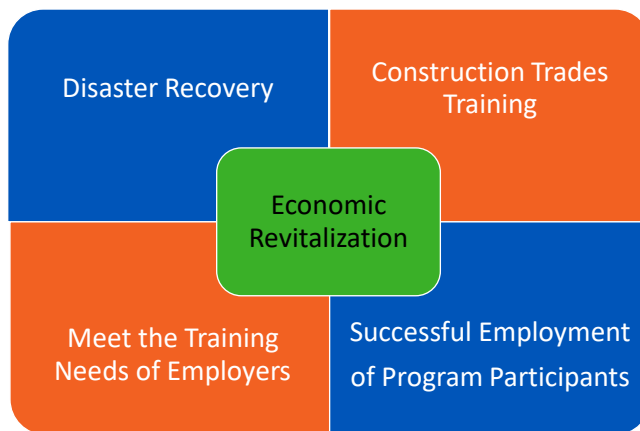 Disaster Recovery
Construction Trades
Training
Economic
Revitalization
Meet the Training
Needs of Employers
Successful Employment
of Program Participants